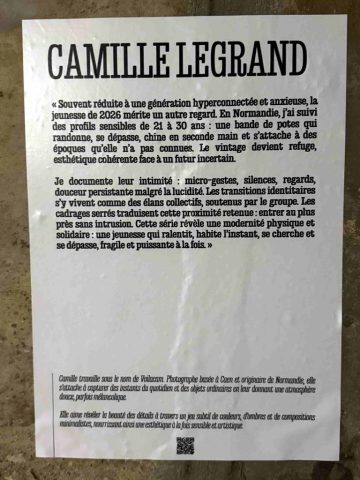 CAMILLE LEGRAND
« Souvent réduite à une génération hyperconnectée et anxieuse, la
jeunesse de 2026 mérite un autre regard. En Normandie, j'ai suivi
des profils sensibles de 21 à 30 ans : une bande de potes qui
randonne, se dépasse, chine en second main et s'attache à des
époques qu'elle n'a pas connues. Le vintage devient refuge,
esthétique cohérente face à un futur incertain.
Je documente leur intimité : micro-gestes, silences, regards,
douceur persistante malgré la lucidité. Les transitions identitaires
s'y vivent comme des élans collectifs, soutenus par le groupe. Les
cadrages serrés traduisent cette proximité retenue : entrer au plus
près sans intrusion. Cette série révèle une modernité physique et
solidaire : une jeunesse qui ralentit, habite l'instant, se cherche et
se dépasse, fragile et puissante à la fois. »
Camille travaille sous le nom de Voilacam. Photographe basée à Caen et originaire de Normandie, elle
s'attache à capturer des instants du quotidien et des objets ordinaires en leur donnant une atmosphère
douce, parfois mélancolique.
Elle aime révéler la beauté des détails à travers un jeu subtil de couleurs, d'ombres et de compositions
minimalistes, nourrissant ainsi une esthétique à la fois sensible et artistique.